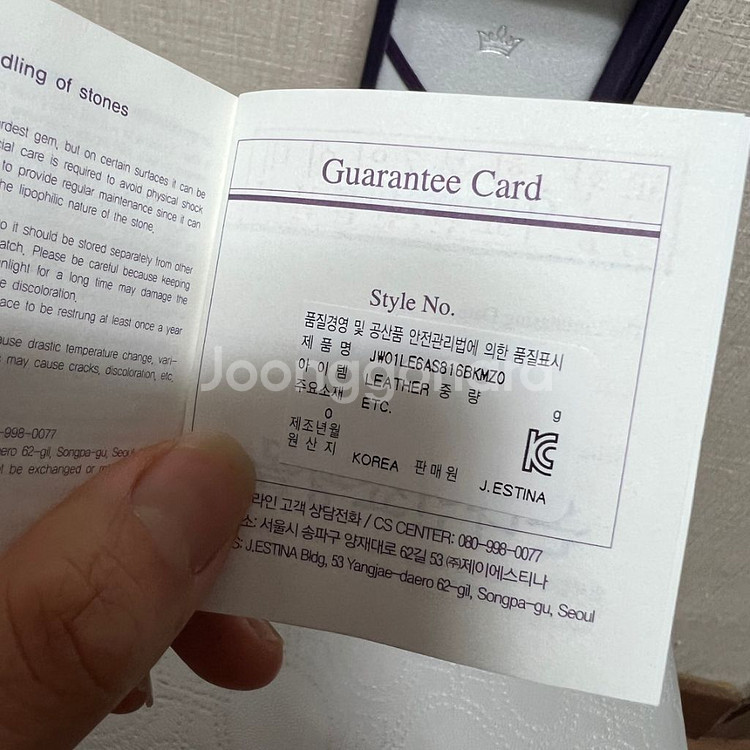 dling of stones
rdest gem, but on certain surfaces it can be
ial care is required to avoid physical shock
to provide regular maintenance since it can
he lipophilic nature of the stone.
o it should be stored separately from other
atch. Please be careful because keeping
nlight for a long time may damage the
e discoloration.
ace to be restrung at least once a year
ause drastic temperature change, vari-
s may cause cracks, discoloration, etc.
-998-0077
aero 62-gil, Songpa-gu, Seoul
t be exchanged or
Guarantee Card
Style No.
품질경영 및 공산품 안전관리법에 의한 품질표시
제 품 명 JW01LE6AS316BKMZ0
아 이 템 LEATHER 중 량 g
주요소재 ETC.
0
제조년월
원 산 지 KOREA 판매원 J.ESTINA
라인 고객 상담전화 / CS CENTER: 080-998-0077
소: 서울시 송파구 양재대로 62길 53 ㈜제이에스티나
S: J.ESTINA Bldg, 53 Yangjae-daero 62-gil, Songpa-gu, Seoul
Joonggonara